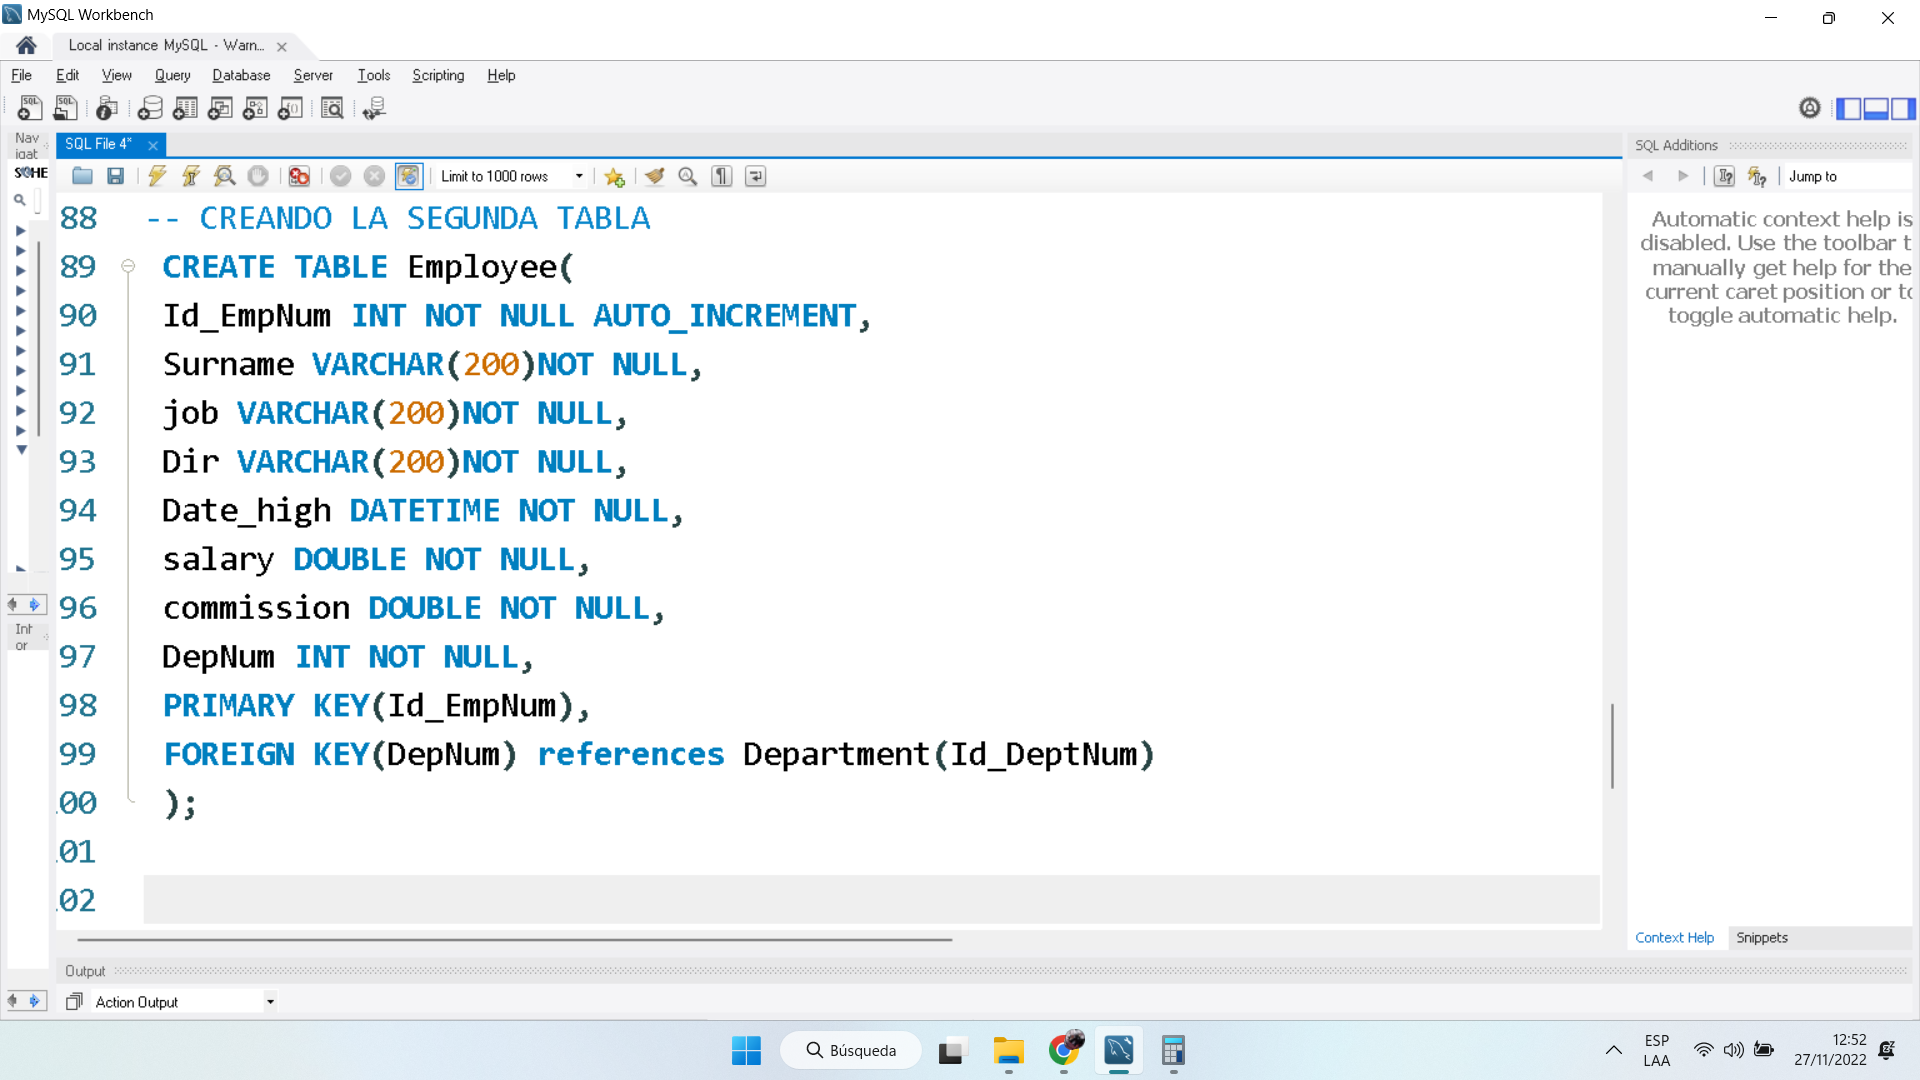 MySQL Workbench
Local instance MySQL - Warn...
File Edit View Query Database Server Tools Scripting Help
Nav
igat
SCHE
SQL File 4*
SQL Additions
Limit to 1000 rows
Jump to
88 -- CREANDO LA SEGUNDA TABLA
89 CREATE TABLE Employee(
90 Id_EmpNum INT NOT NULL AUTO_INCREMENT,
91 Surname VARCHAR(200)NOT NULL,
92 job VARCHAR(200)NOT NULL,
93 Dir VARCHAR(200)NOT NULL,
94 Date_high DATETIME NOT NULL,
95 salary DOUBLE NOT NULL,
96 commission DOUBLE NOT NULL,
97 DepNum INT NOT NULL,
98 PRIMARY KEY(Id_EmpNum),
99 FOREIGN KEY(DepNum) references Department(Id_DeptNum)
00 );
01
02
Automatic context help is
disabled. Use the toolbar t
manually get help for the
current caret position or to
toggle automatic help.
Inf
or
Context Help Snippets
Output
Action Output
Búsqueda
ESP
LAA
12:52
27/11/2022